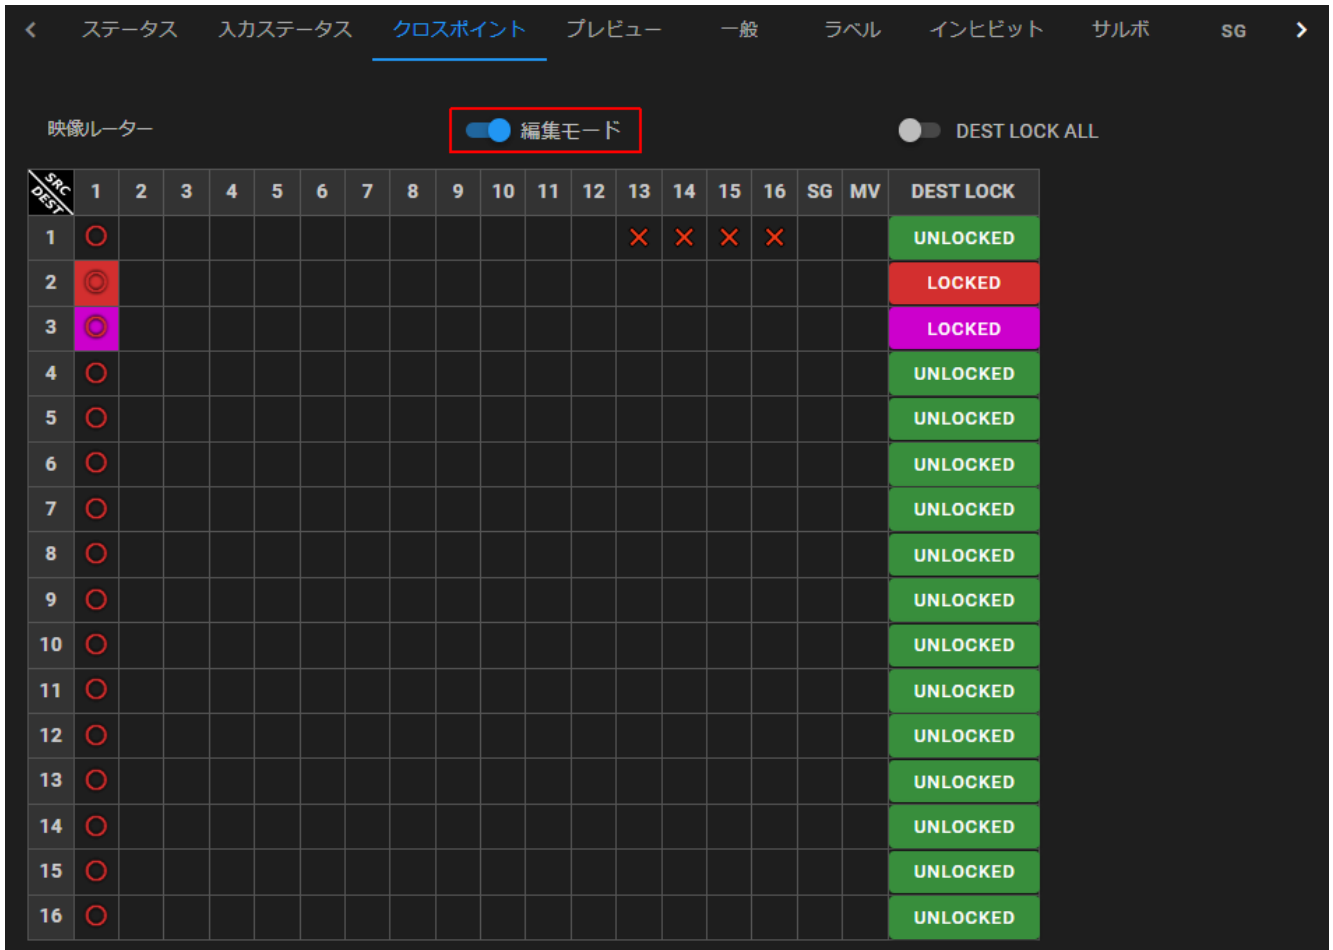 ステータス 入力ステータス クロスポイント プレビュー 一般 ラベル インヒビット サルボ SG
映像ルーター 編集モード DEST LOCK ALL
SRC DEST 1 2 3 4 5 6 7 8 9 10 11 12 13 14 15 16 SG MV DEST LOCK
1 UNLOCKED
2 LOCKED
3 LOCKED
4 UNLOCKED
5 UNLOCKED
6 UNLOCKED
7 UNLOCKED
8 UNLOCKED
9 UNLOCKED
10 UNLOCKED
11 UNLOCKED
12 UNLOCKED
13 UNLOCKED
14 UNLOCKED
15 UNLOCKED
16 UNLOCKED